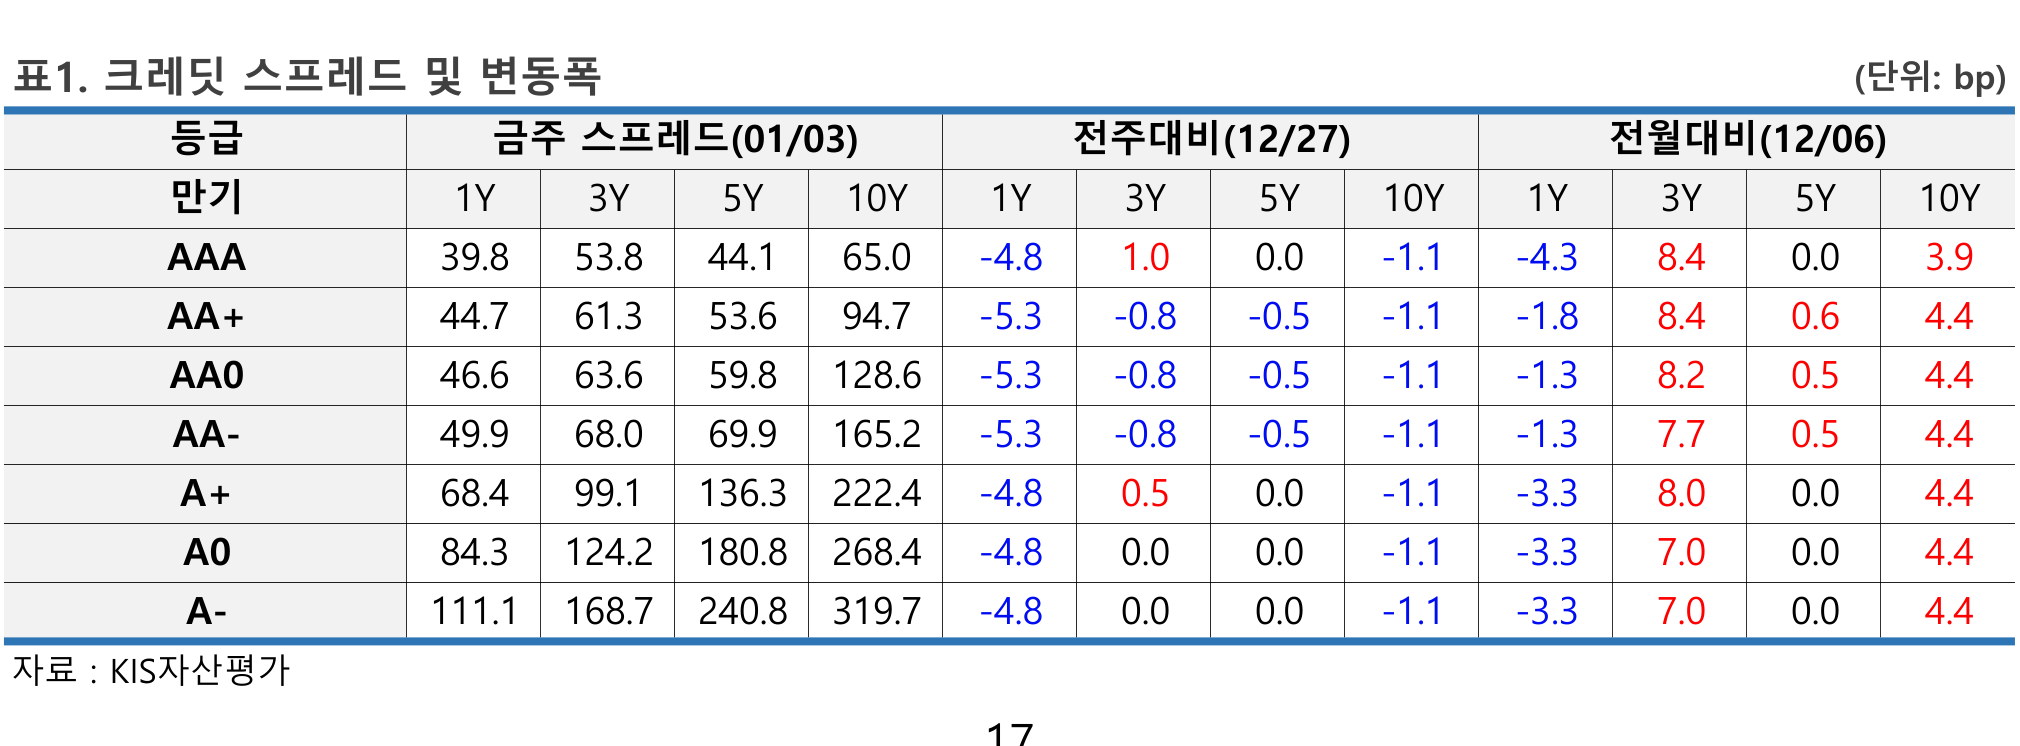 표1. 크레딧 스프레드 및 변동폭 (단위: bp)
등급 금주 스프레드(01/03) 전주대비(12/27) 전월대비(12/06)
만기 1Y 3Y 5Y 10Y 1Y 3Y 5Y 10Y 1Y 3Y 5Y 10Y
AAA 39.8 53.8 44.1 65.0 -4.8 1.0 0.0 -1.1 -4.3 8.4 0.0 3.9
AA+ 44.7 61.3 53.6 94.7 -5.3 -0.8 -0.5 -1.1 -1.8 8.4 0.6 4.4
AA0 46.6 63.6 59.8 128.6 -5.3 -0.8 -0.5 -1.1 -1.3 8.2 0.5 4.4
AA- 49.9 68.0 69.9 165.2 -5.3 -0.8 -0.5 -1.1 -1.3 7.7 0.5 4.4
A+ 68.4 99.1 136.3 222.4 -4.8 0.5 0.0 -1.1 -3.3 8.0 0.0 4.4
A0 84.3 124.2 180.8 268.4 -4.8 0.0 0.0 -1.1 -3.3 7.0 0.0 4.4
A- 111.1 168.7 240.8 319.7 -4.8 0.0 0.0 -1.1 -3.3 7.0 0.0 4.4
자료 : KIS자산평가
17